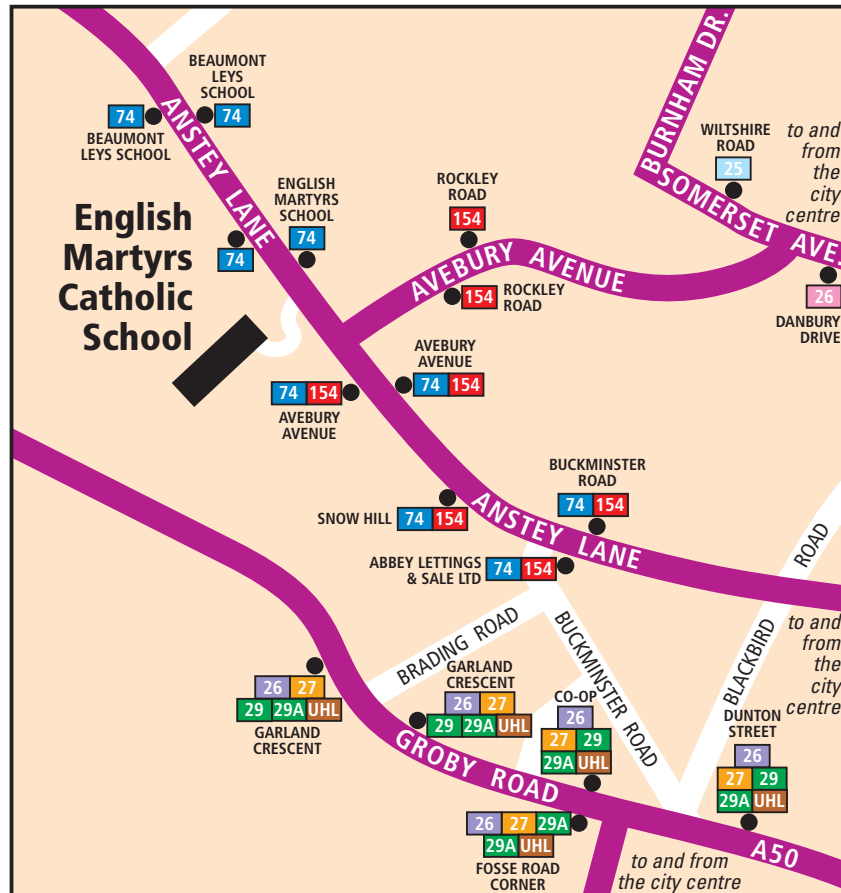 BEAUMONT
LEYS
SCHOOL
74
74
BEAUMONT
LEYS SCHOOL
ANSTEY LANE
BURNHAM DR.
WILTSHIRE
ROAD
25
to and
from
the
city
centre
SOMERSET AVE.
26
DANBURY
DRIVE
ENGLISH
MARTYRS
SCHOOL
74
74
English
Martyrs
Catholic
School
ROCKLEY
ROAD
154
AVEBURY AVENUE
154
ROCKLEY
ROAD
AVEBURY
AVENUE
74 154
74 154
AVEBURY
AVENUE
BUCKMINSTER
ROAD
74 154
SNOW HILL
74 154
ANSTEY LANE
ABBEY LETTINGS
& SALE LTD
74 154
BLACKBIRD ROAD
to and
from
the
city
centre
BRADING ROAD
BUCKMINSTER ROAD
26 27
29 29A UHL
GARLAND
CRESCENT
GARLAND
CRESCENT
26 27
29 29A UHL
CO-OP
26
27 29
29A UHL
DUNTON
STREET
26
27 29
29A UHL
GROBY ROAD
26 27 29A
29A UHL
FOSSE ROAD
CORNER
A50
to and from
the city centre